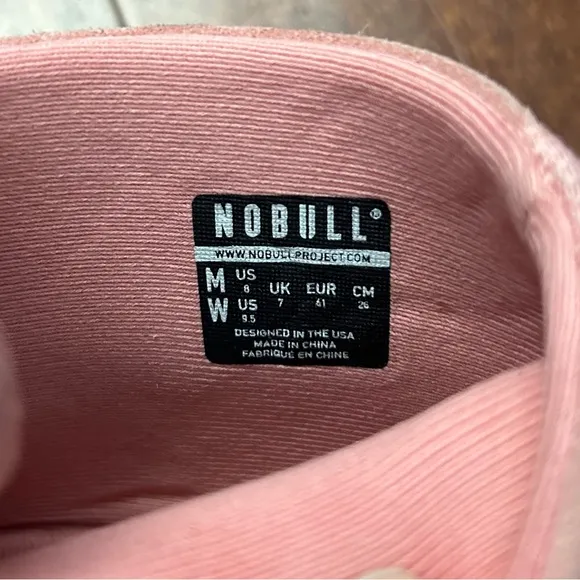 NOBULL®
WWW.NOBULLPROJECT.COM
M US 8 UK 7 EUR 41 CM 26
W US 9.5
DESIGNED IN THE USA
MADE IN CHINA
FABRIQUÉ EN CHINE